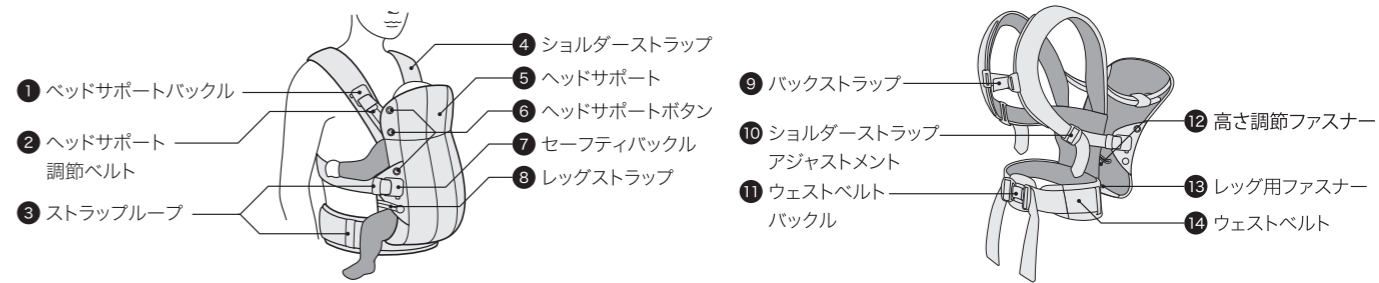 ❶ ベッドサポートバックル
❷ ヘッドサポート
調節ベルト
❸ ストラップループ
❹ ショルダーストラップ
❺ ヘッドサポート
❻ ヘッドサポートボタン
❼ セーフティバックル
❽ レッグストラップ
❾ バックストラップ
❿ ショルダーストラップ
アジャストメント
⓫ ウェストベルト
バックル
⓬ 高さ調節ファスナー
⓭ レッグ用ファスナー
⓮ ウェストベルト